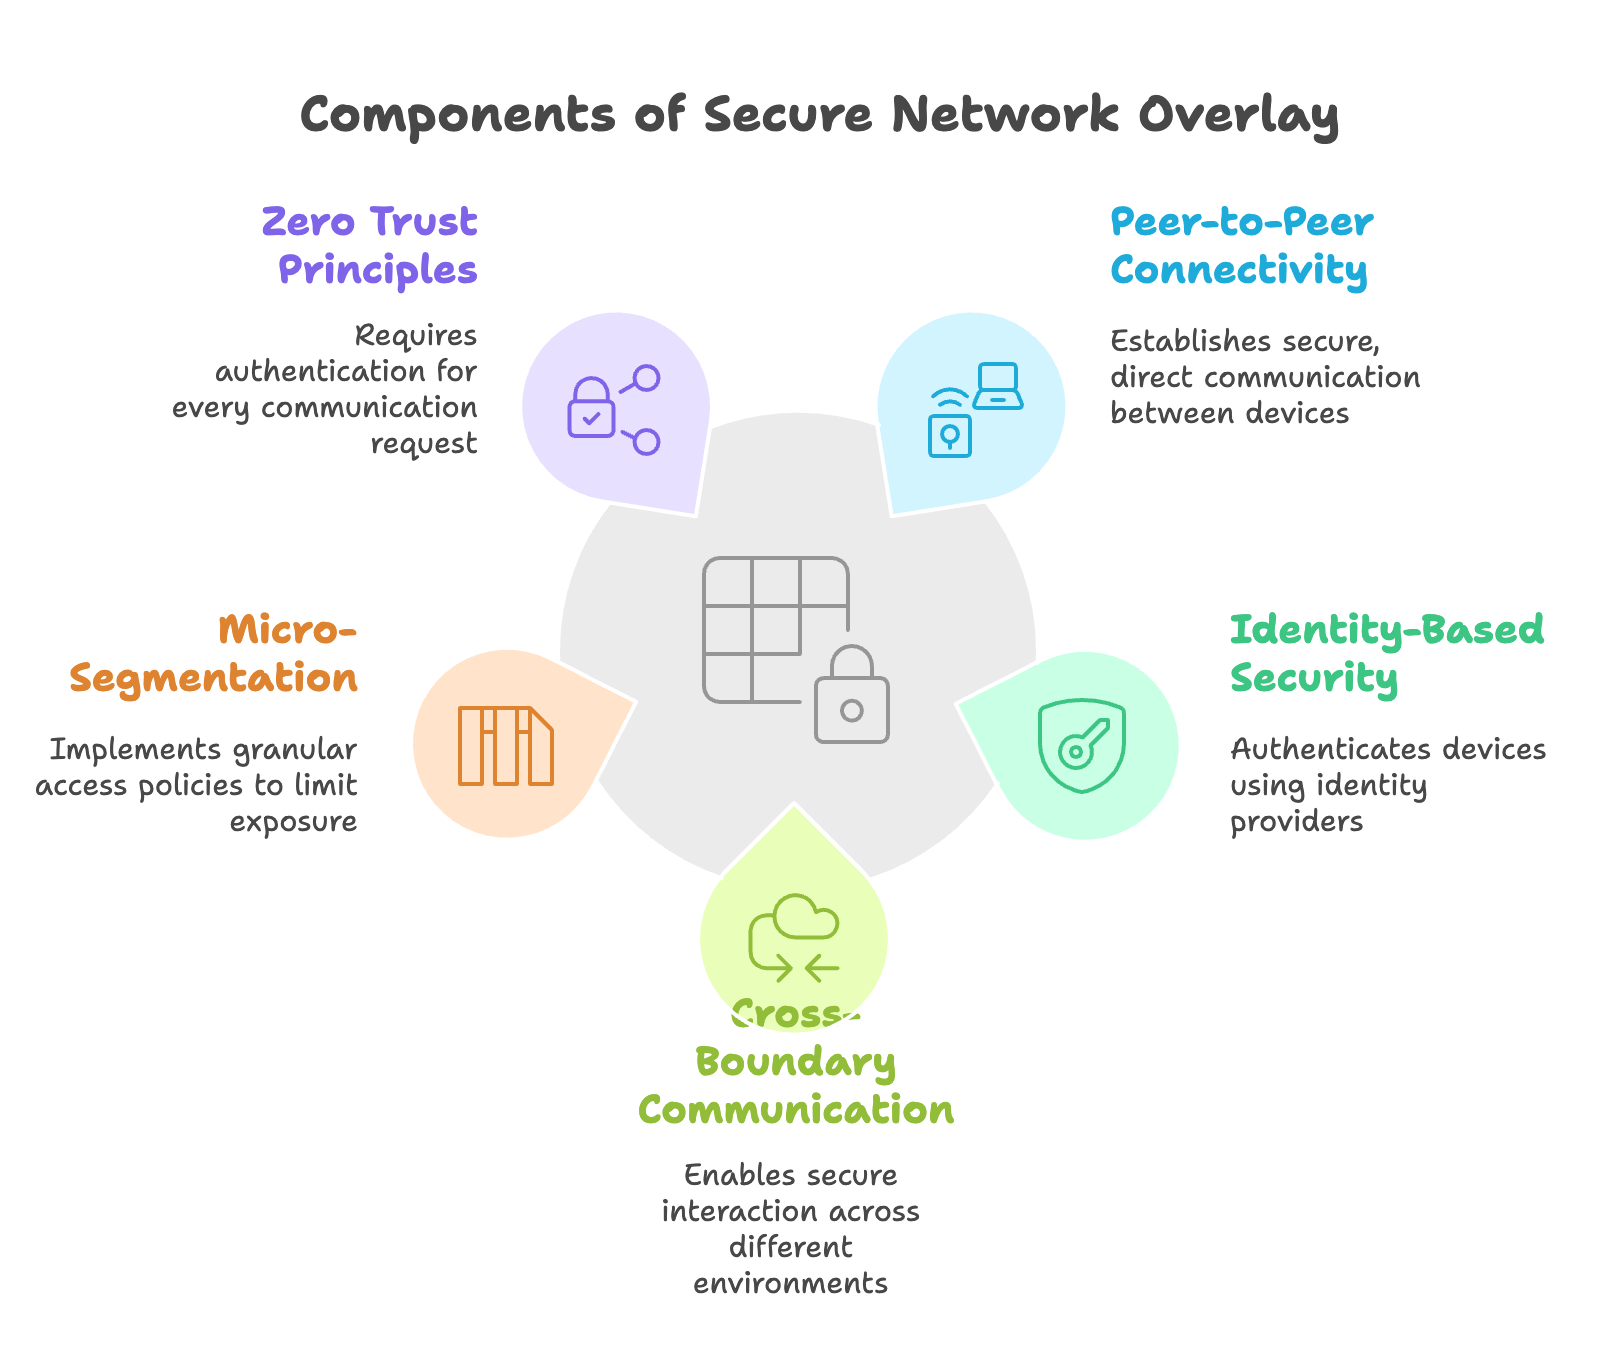 Components of Secure Network Overlay
Zero Trust
Principles
Requires
authentication for
every communication
request
Peer-to-Peer
Connectivity
Establishes secure,
direct communication
between devices
Micro-
Segmentation
Implements granular
access policies to limit
exposure
Identity-Based
Security
Authenticates devices
using identity
providers
Cross-
Boundary
Communication
Enables secure
interaction across
different
environments